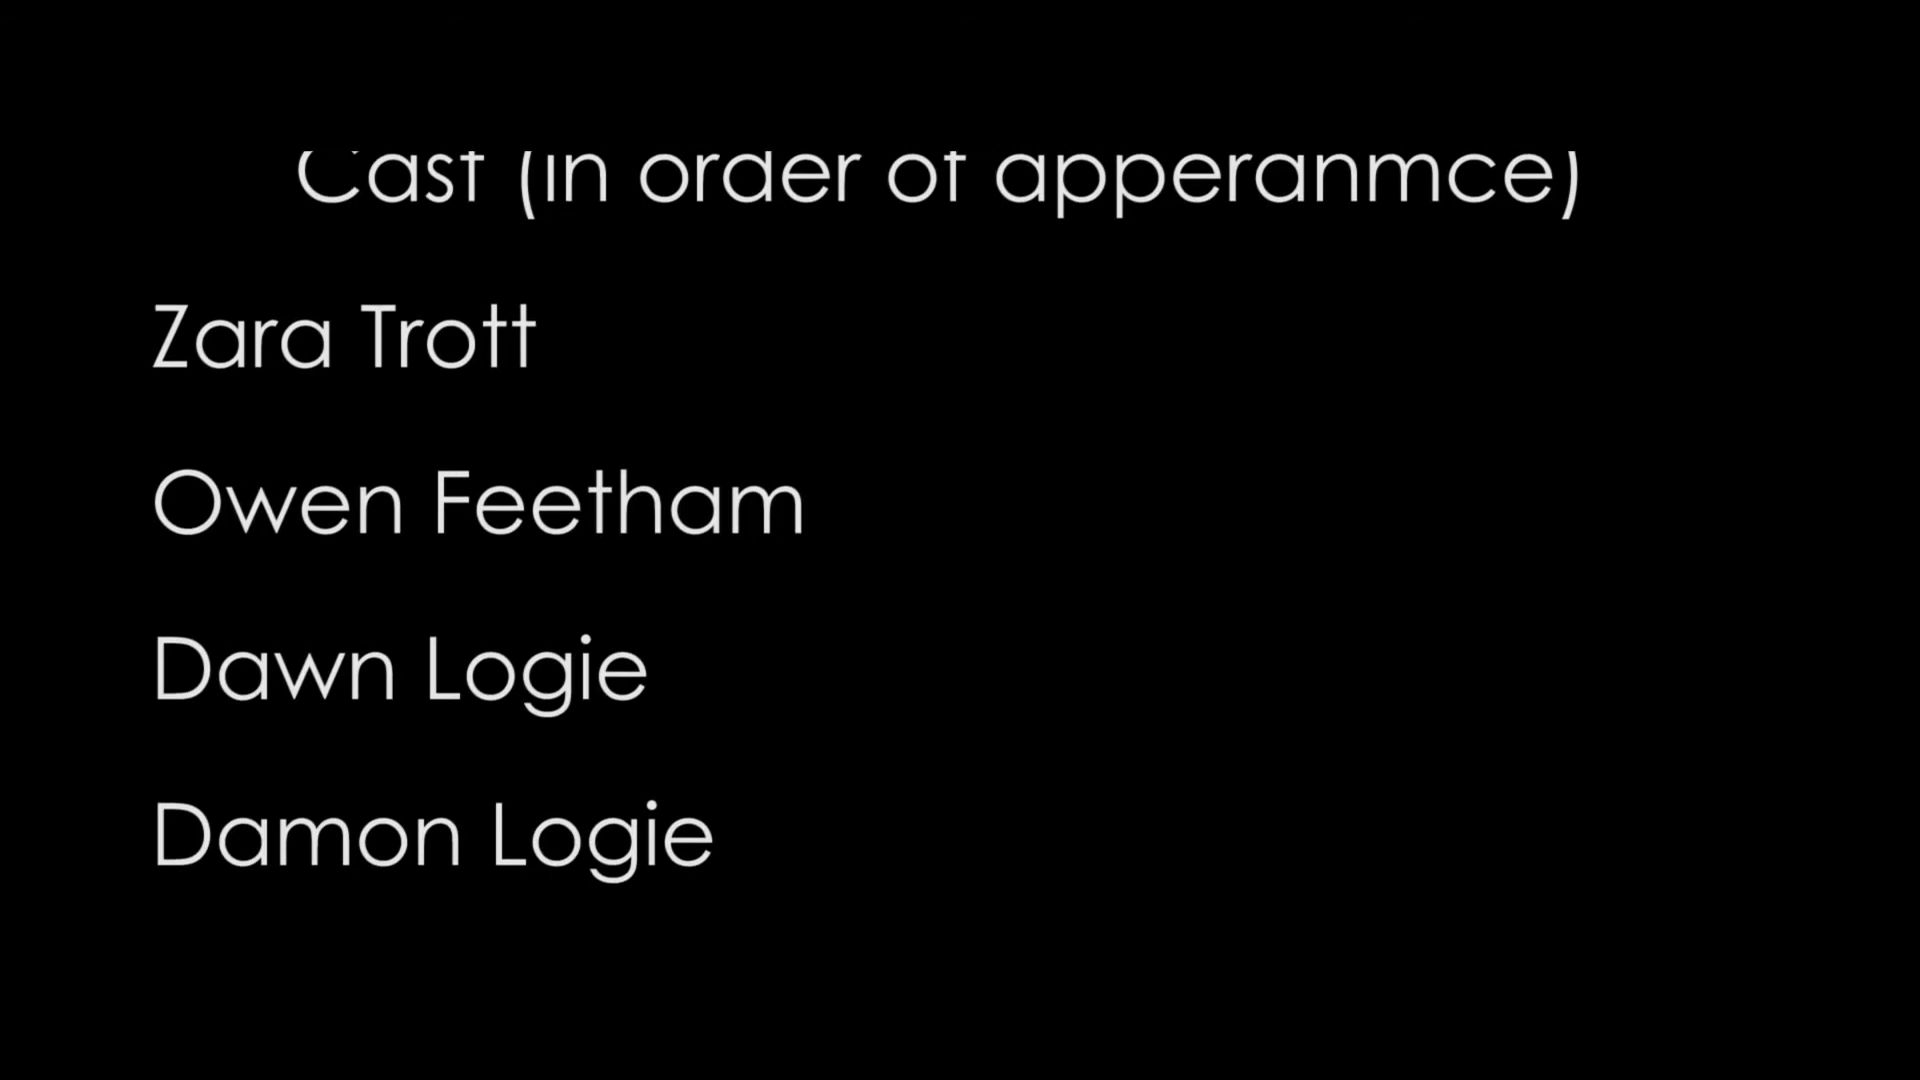 Cast (in order of apperanmce)
Zara Trott
Owen Feetham
Dawn Logie
Damon Logie